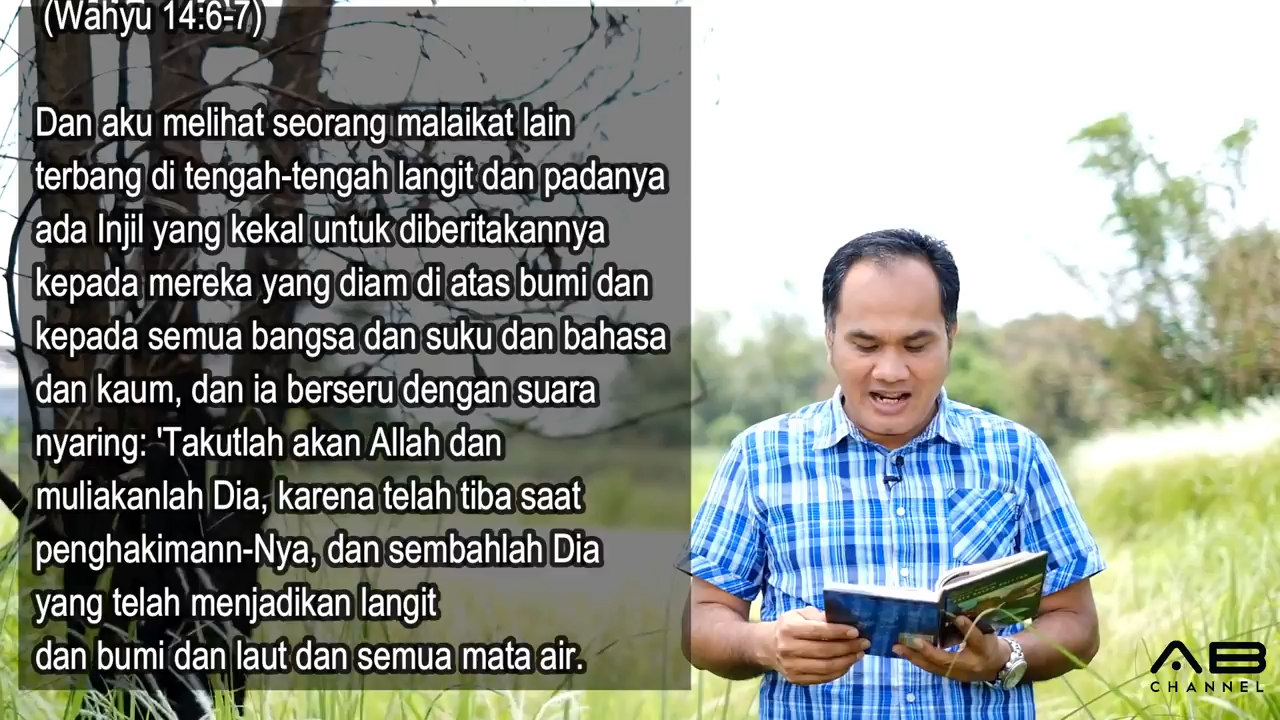 (Wahyu 14:6-7)
Dan aku melihat seorang malaikat lain
terbang di tengah-tengah langit dan padanya
ada Injil yang kekal untuk diberitakannya
kepada mereka yang diam di atas bumi dan
kepada semua bangsa dan suku dan bahasa
dan kaum, dan ia berseru dengan suara
nyaring: 'Takutlah akan Allah dan
muliakanlah Dia, karena telah tiba saat
penghakimann-Nya, dan sembahlah Dia
yang telah menjadikan langit
dan bumi dan laut dan semua mata air.
AB
CHANNEL